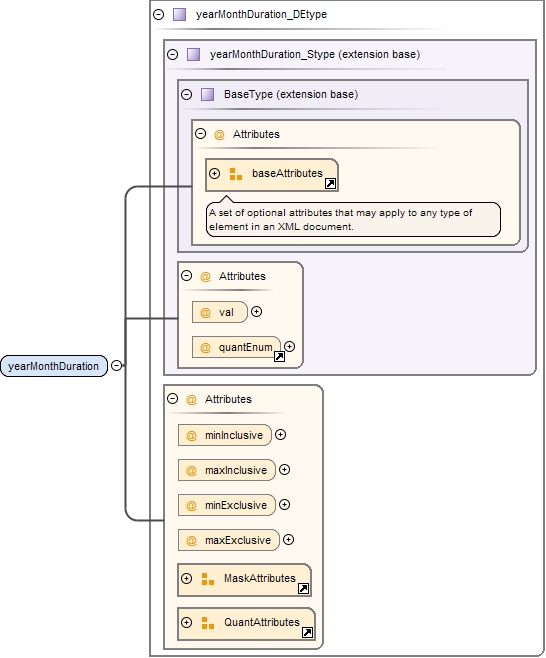 yearMonthDuration_DEtype
yearMonthDuration_Stype (extension base)
BaseType (extension base)
@ Attributes
baseAttributes
A set of optional attributes that may apply to any type of
element in an XML document.
@ Attributes
@ val
@ quantEnum
yearMonthDuration
@ Attributes
@ minInclusive
@ maxInclusive
@ minExclusive
@ maxExclusive
MaskAttributes
QuantAttributes